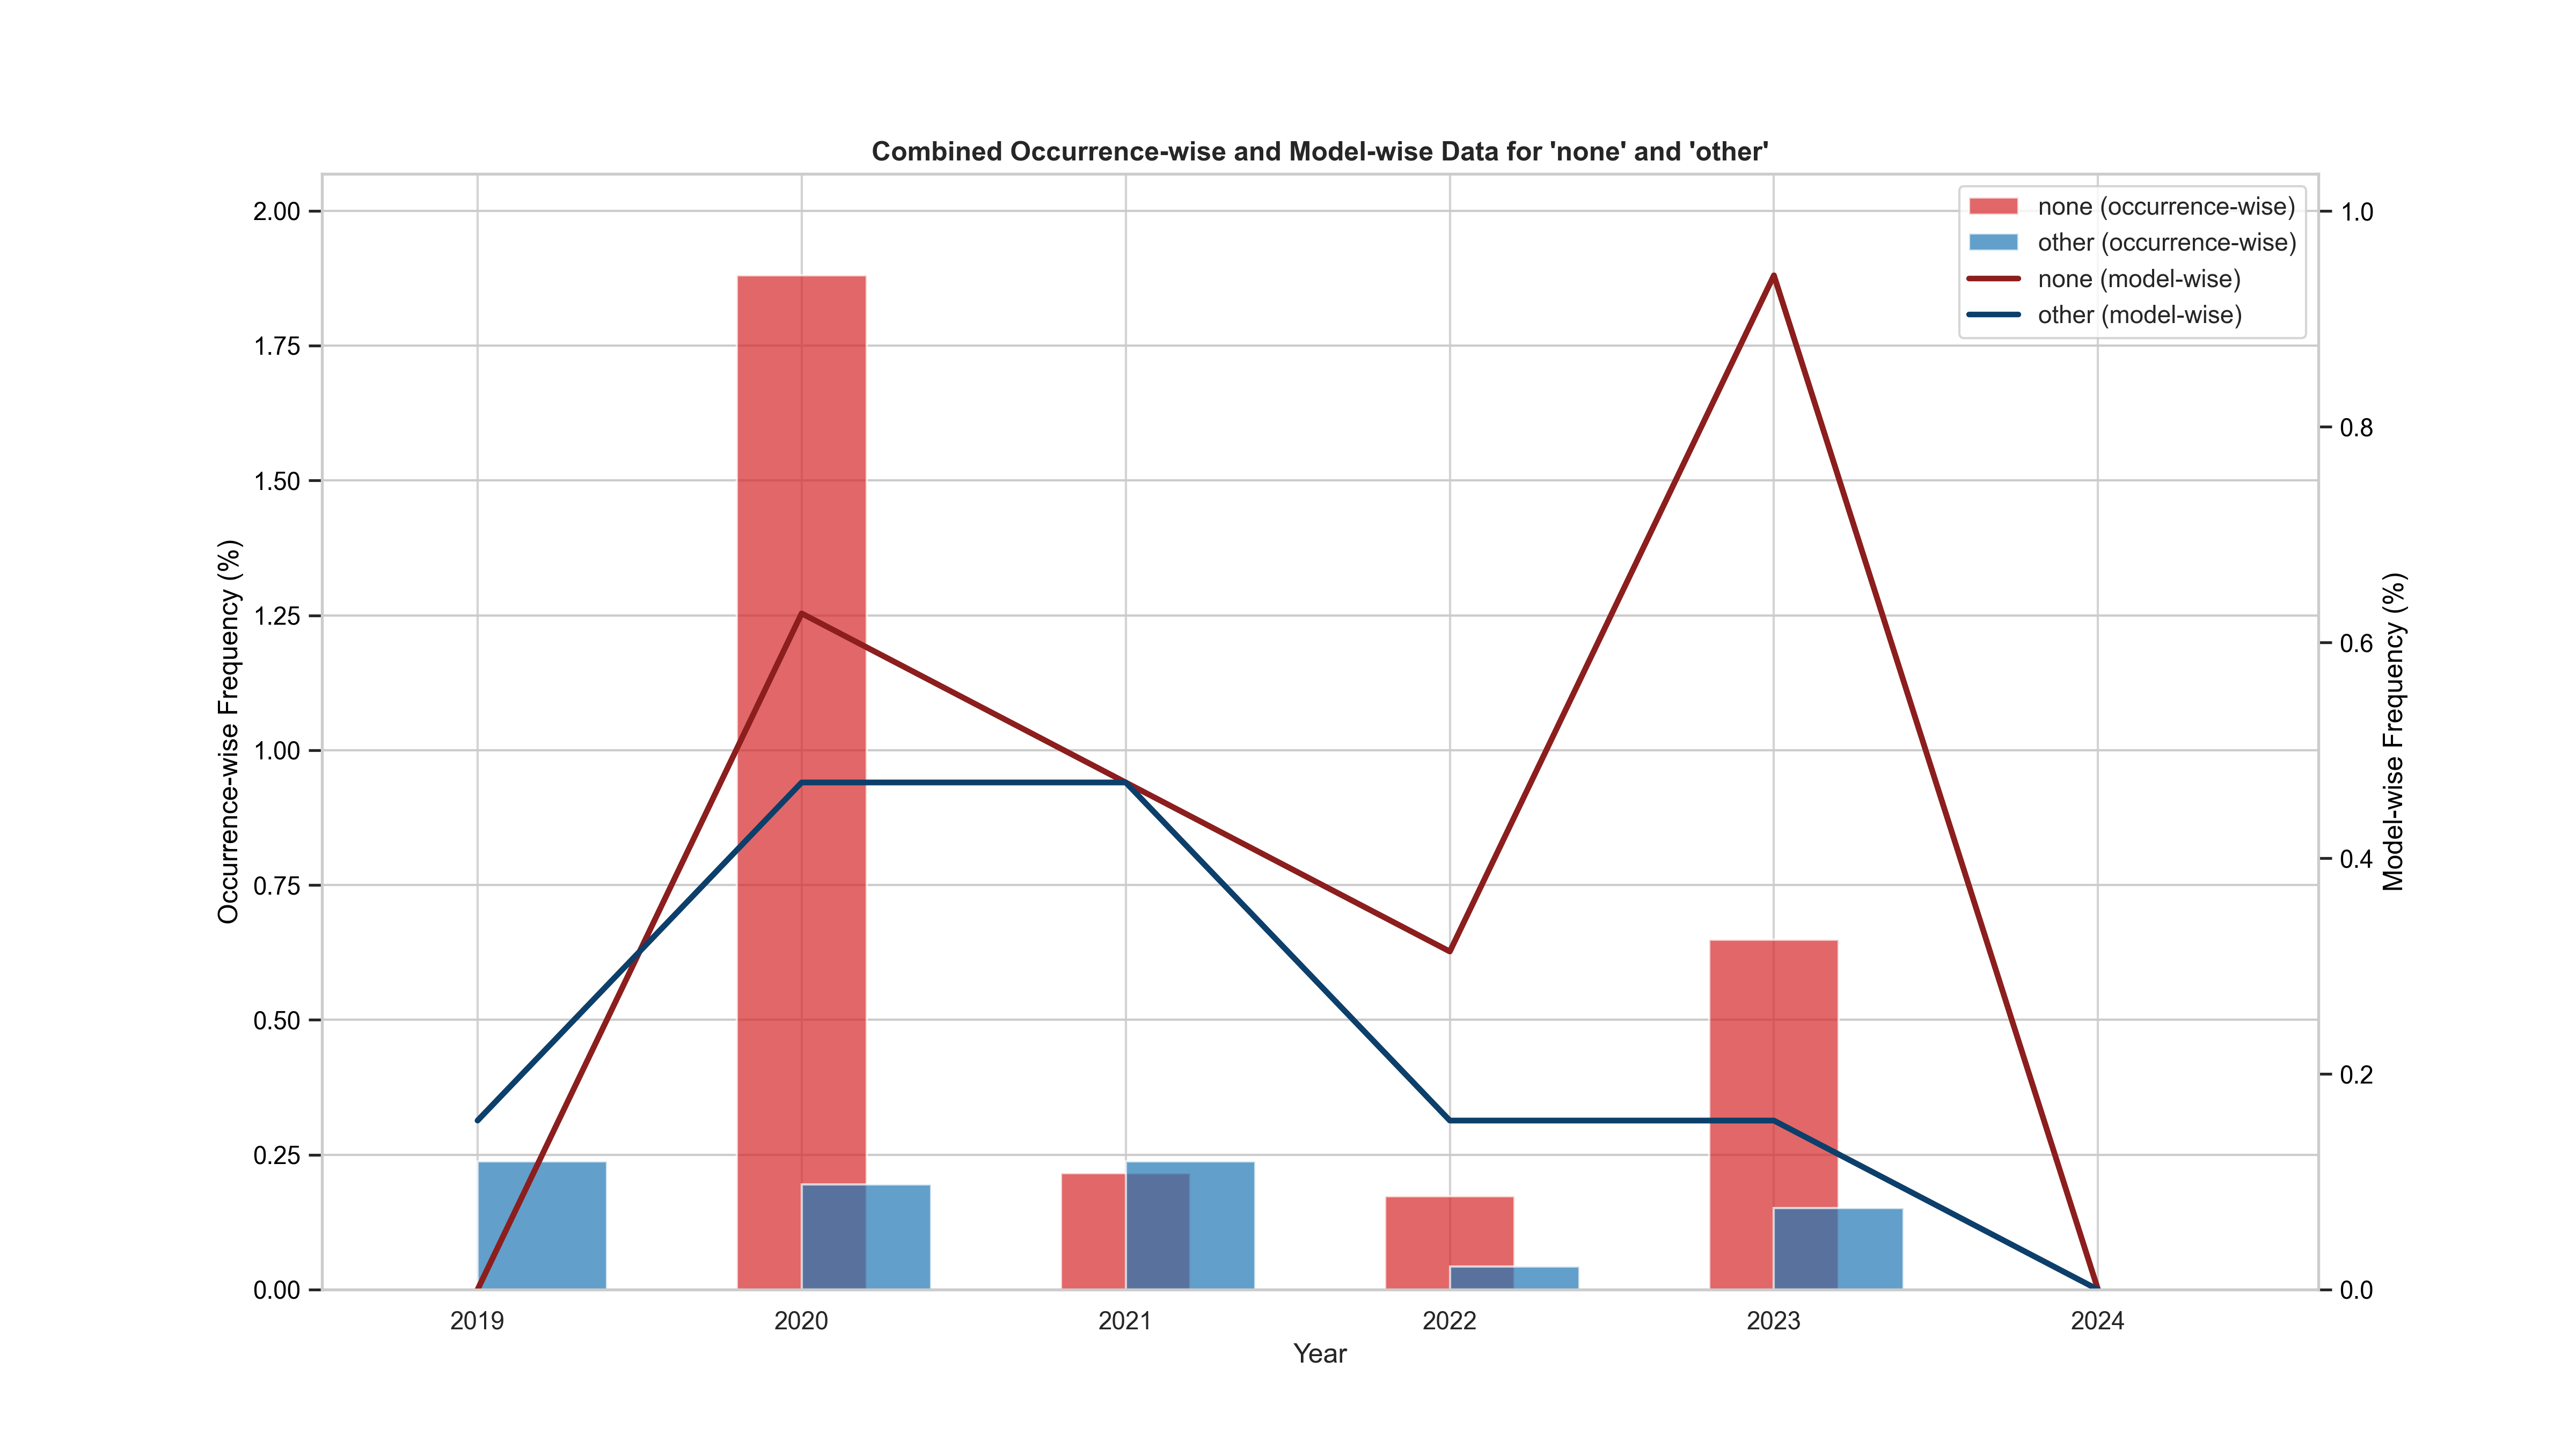 Combined Occurrence-wise and Model-wise Data for 'none' and 'other'
none (occurrence-wise)
other (occurrence-wise)
none (model-wise)
other (model-wise)
Occurrence-wise Frequency (%)
2.00
1.75
1.50
1.25
1.00
0.75
0.50
0.25
0.00
1.0
0.8
0.6
0.4
0.2
0.0
Model-wise Frequency (%)
2019 2020 2021 2022 2023 2024
Year